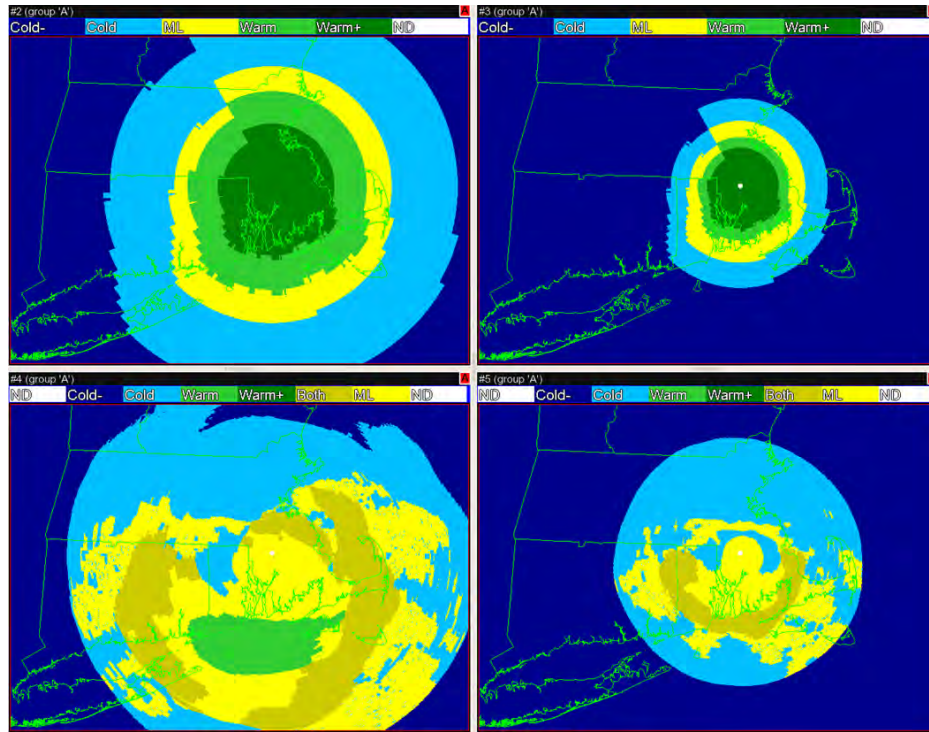 #2 (group 'A')
A
Cold- Cold ML Warm Warm+ ND
#3 (group 'A')
Cold- Cold ML Warm Warm+ ND
#4 (group 'A')
A
ND Cold- Cold Warm Warm+ Both ML ND
#5 (group 'A')
ND Cold- Cold Warm Warm+ Both ML ND